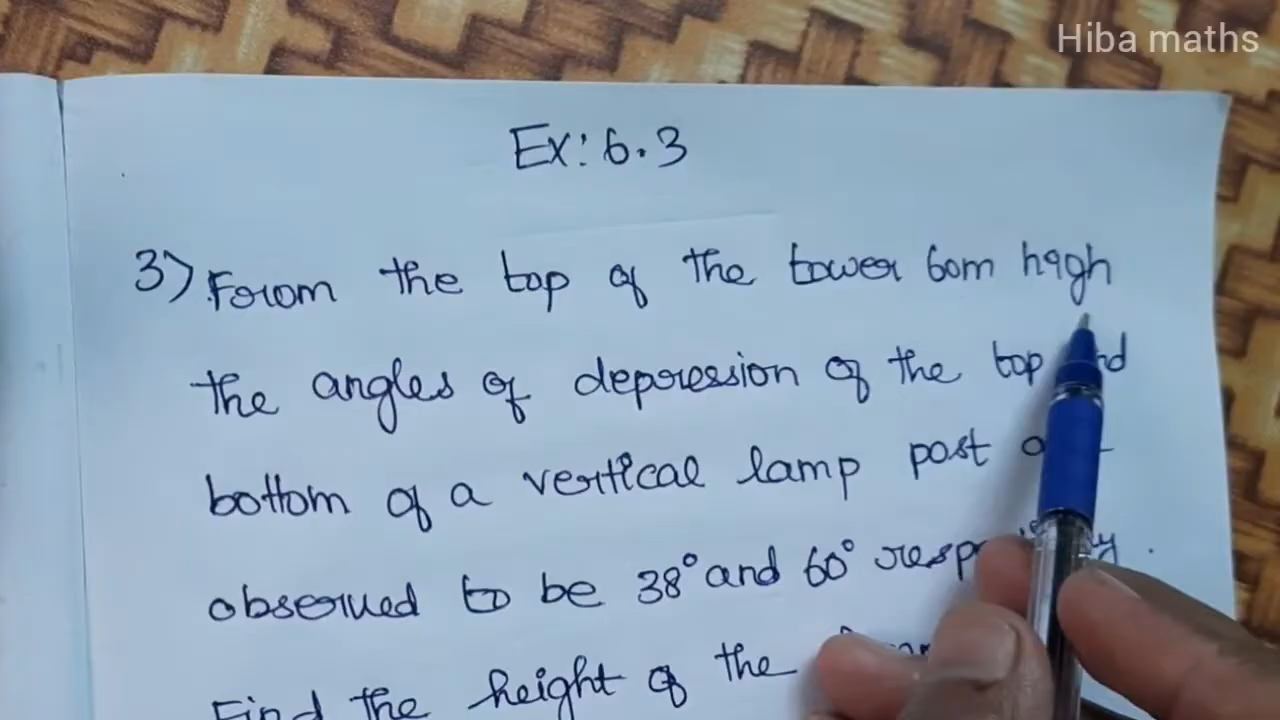 Hiba maths
Ex: 6.3
3) From the top of the tower 60m high
the angles of depression of the top
bottom of a vertical lamp post
observed to be 38° and 60°
Find the height of the